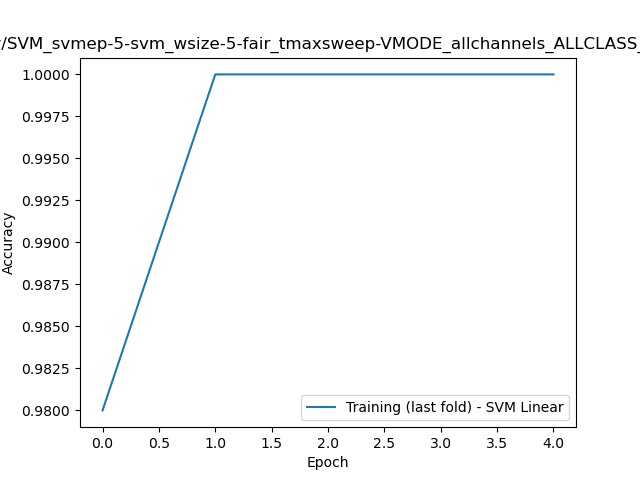 /SVM_svmep-5-svm_wsize-5-fair_tmaxsweep-VMODE_allchannels_ALLCLASS_
1.0000
0.9975
0.9950
0.9925
0.9900
0.9875
0.9850
0.9825
0.9800
Accuracy
Training (last fold) - SVM Linear
0.0 0.5 1.0 1.5 2.0 2.5 3.0 3.5 4.0
Epoch